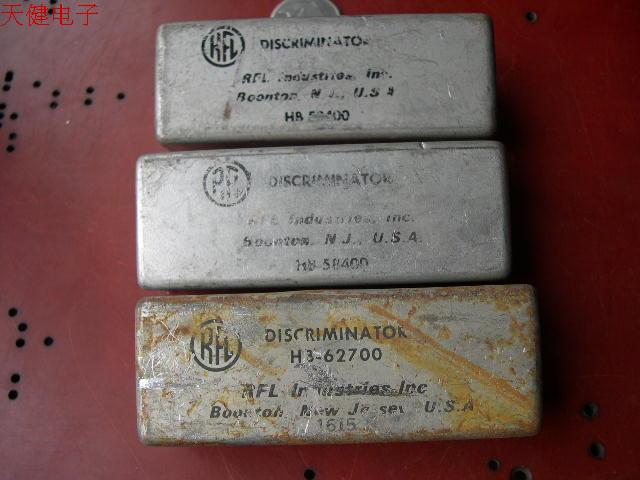 天健电子
RFL
DISCRIMINATOR
RFL Industries, Inc.
Boonton, N.J., U.S.A
HB 58400
RFL
DISCRIMINATOR
RFL Industries, Inc.
Boonton, N.J., U.S.A.
HB 58400
RFL
DISCRIMINATOR
HB-62700
RFL Industries, Inc
Boonton, New Jersey, U.S.A
1615